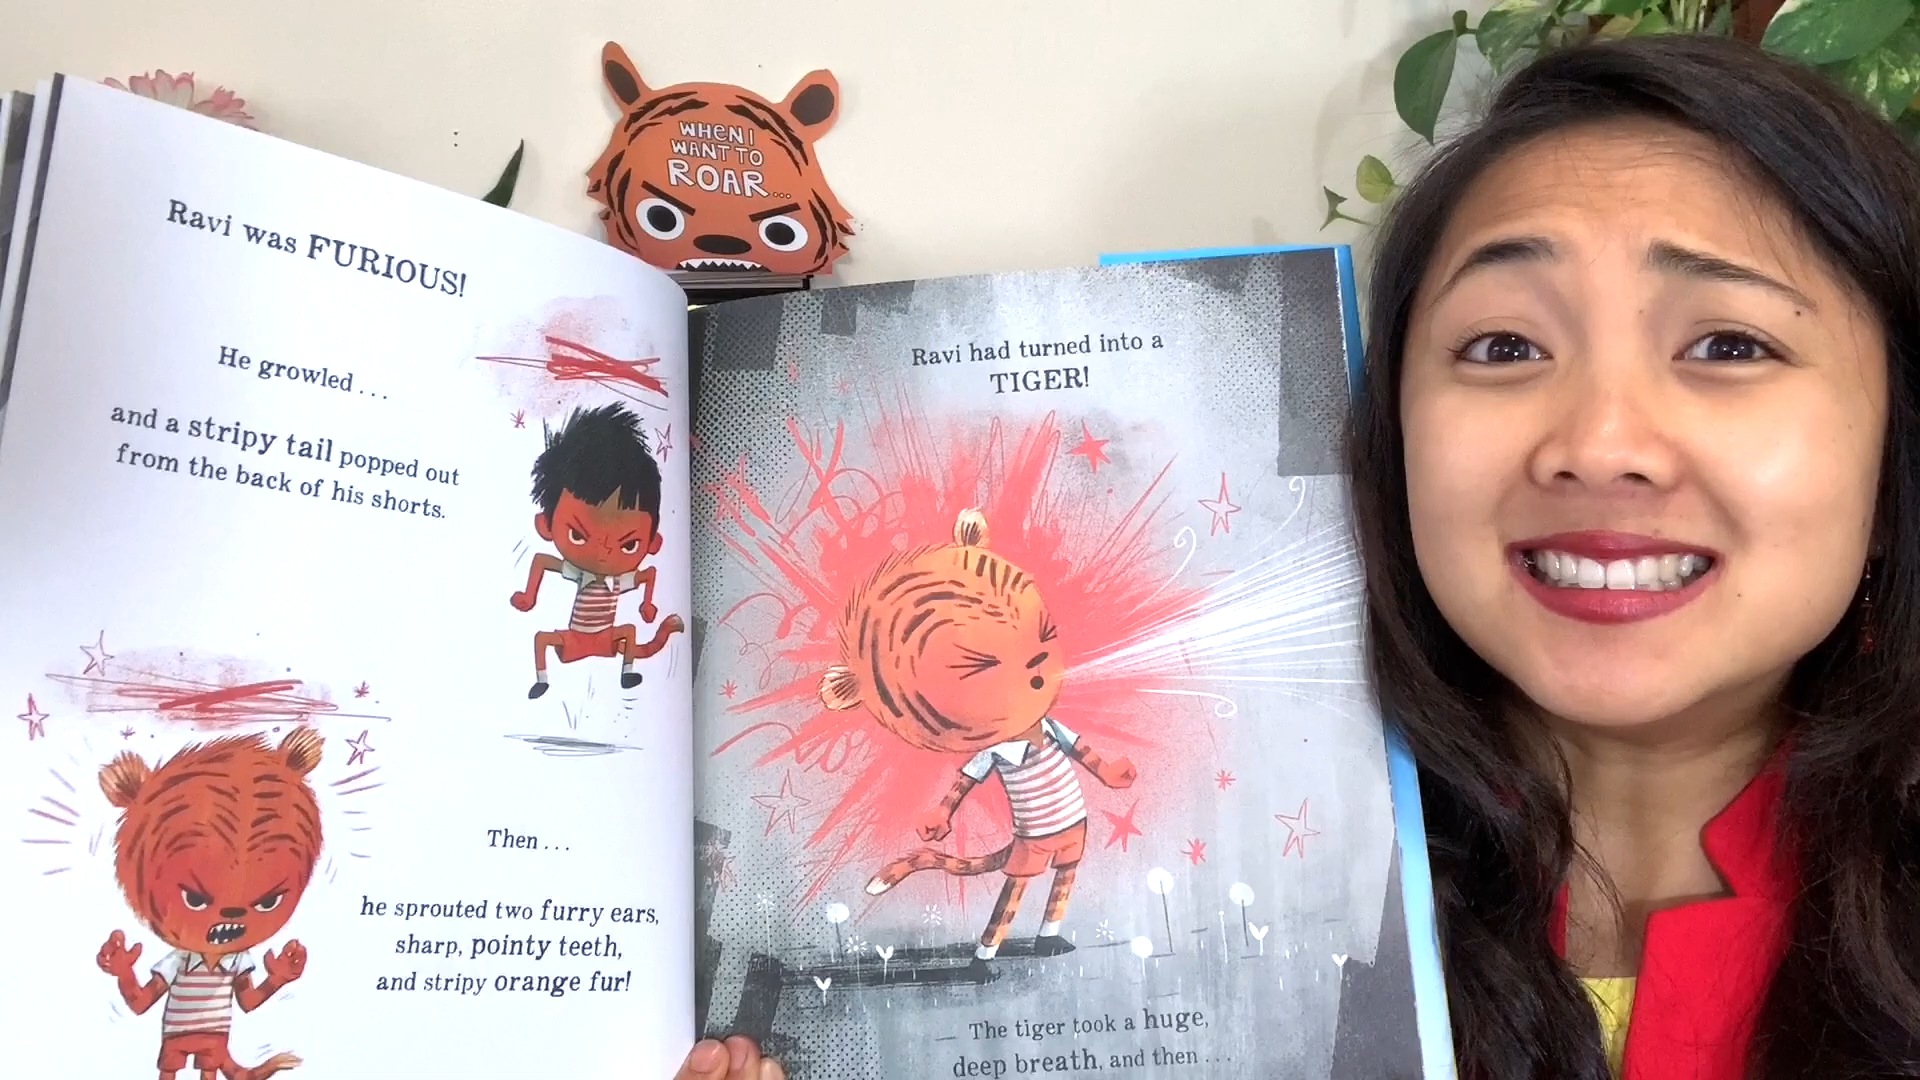 WHEN I
WANT TO
ROAR...
Ravi was FURIOUS!
He growled . . .
and a stripy tail popped out
from the back of his shorts.
Then . . .
he sprouted two furry ears,
sharp, pointy teeth,
and stripy orange fur!
Ravi had turned into a
TIGER!
The tiger took a huge,
deep breath, and then . . .